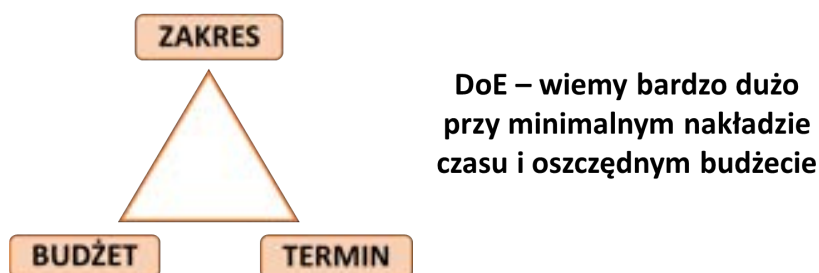 ZAKRES
DoE – wiemy bardzo dużo
przy minimalnym nakładzie
czasu i oszczędnym budżecie
BUDŻET
TERMIN